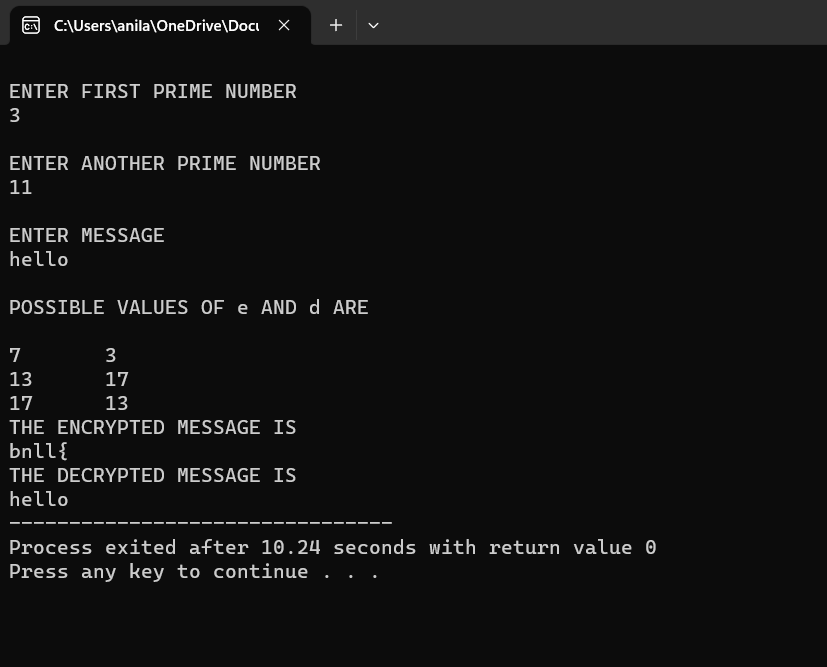 C:\Users\anila\OneDrive\Docu
ENTER FIRST PRIME NUMBER
3
ENTER ANOTHER PRIME NUMBER
11
ENTER MESSAGE
hello
POSSIBLE VALUES OF e AND d ARE
7 3
13 17
17 13
THE ENCRYPTED MESSAGE IS
bnll{
THE DECRYPTED MESSAGE IS
hello
--------------------------------
Process exited after 10.24 seconds with return value 0
Press any key to continue . . .